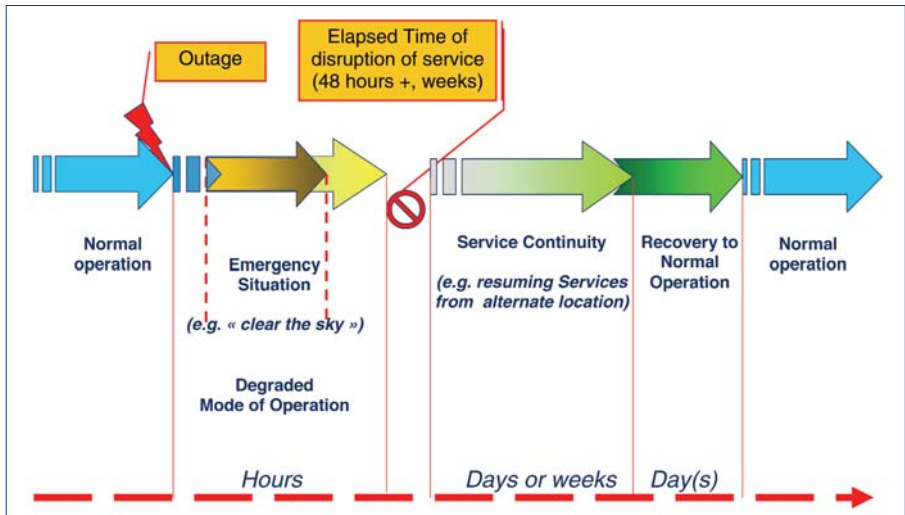 Outage
Elapsed Time of
disruption of service
(48 hours +, weeks)
Normal
operation
Emergency
Situation
(e.g. « clear the sky »)
Degraded
Mode of Operation
Service Continuity
(e.g. resuming Services
from alternate location)
Recovery to
Normal
Operation
Normal
operation
Hours
Days or weeks
Day(s)